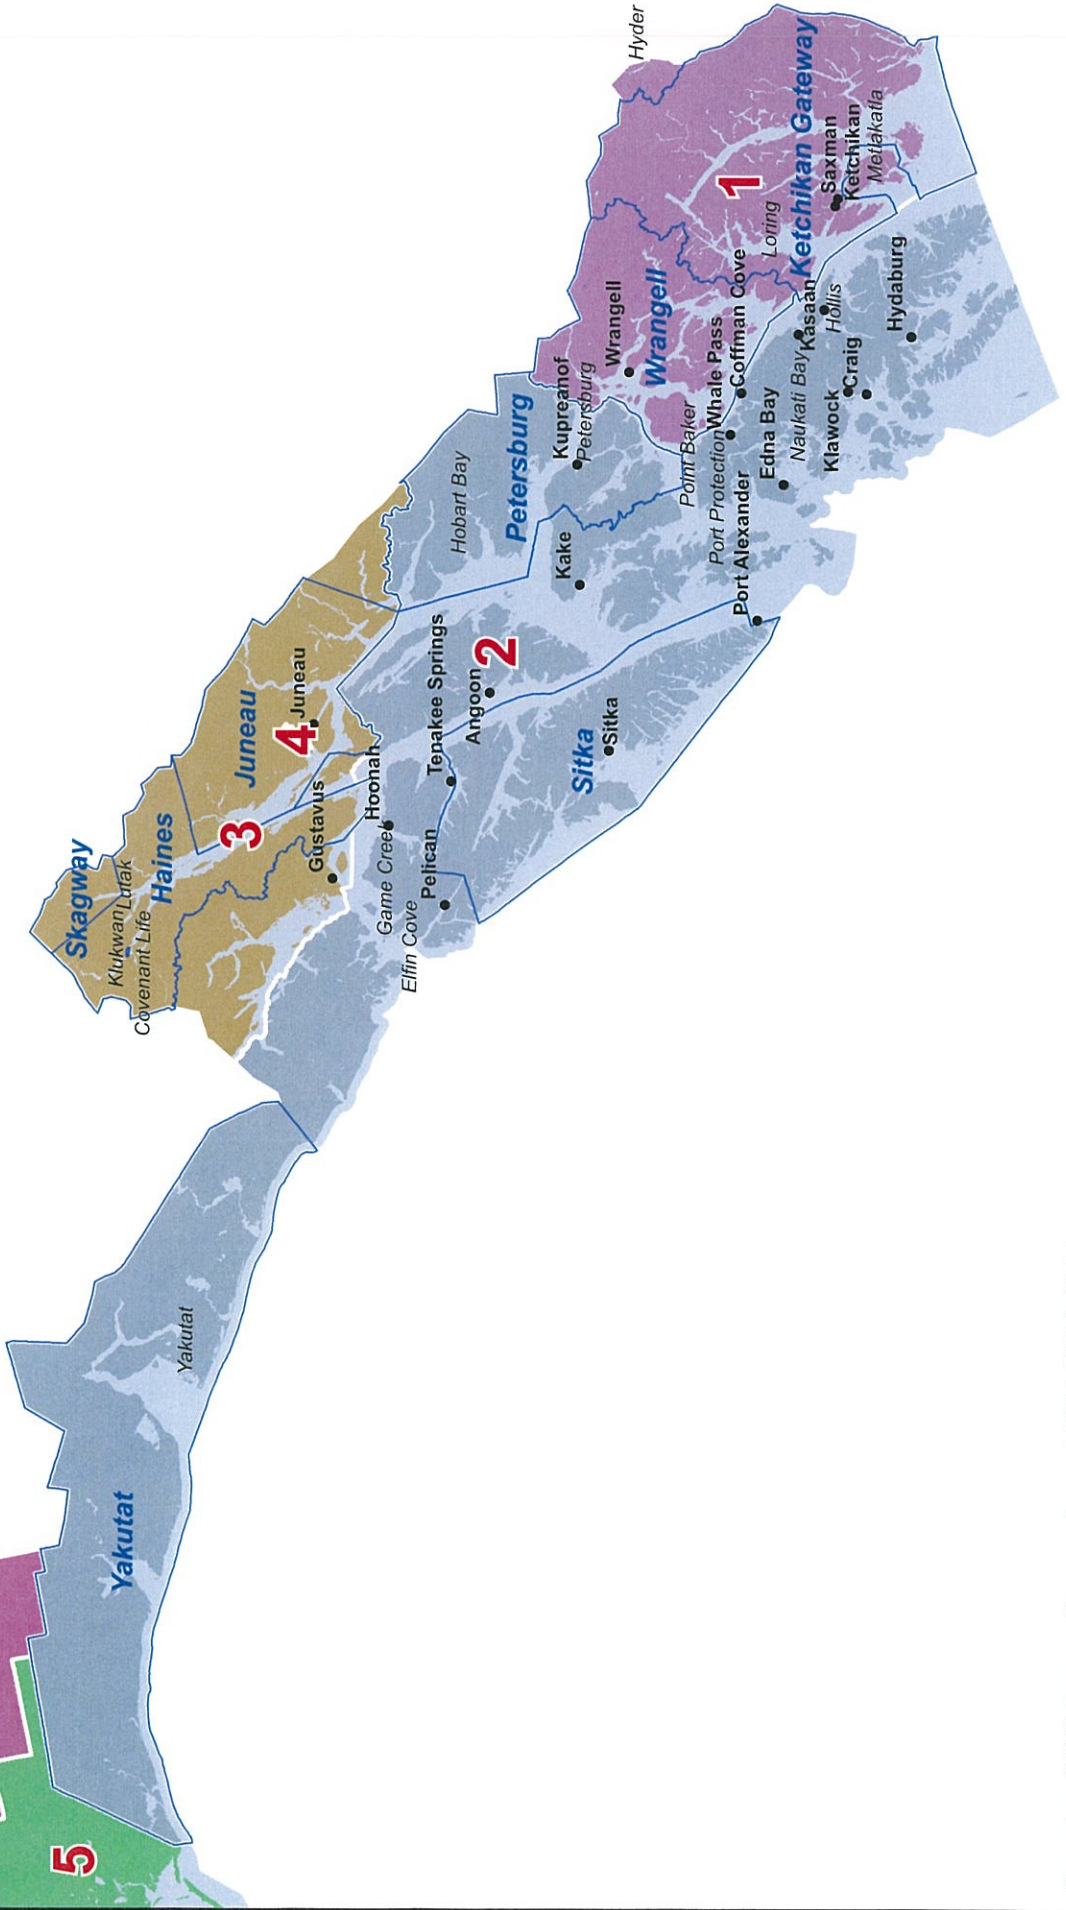 5
Yakutat
Yakutat
Skagway
Klukwan
Lutak
Covenant Life
Haines
3
Juneau
4
Juneau
Gustavus
Hoonah
Game Creek
Elfin Cove
Pelican
Tenakee Springs
Angoon
2
Sitka
Sitka
Hobart Bay
Petersburg
Kake
Kupreanof
Petersburg
Wrangell
Wrangell
Point Baker
Port Protection
Port Alexander
Whale Pass
Coffman Cove
Edna Bay
Naukati Bay
Kasaan
Hollis
Klawock
Craig
Hydaburg
Hyder
1
Loring
Ketchikan Gateway
Saxman
Ketchikan
Metlakatla